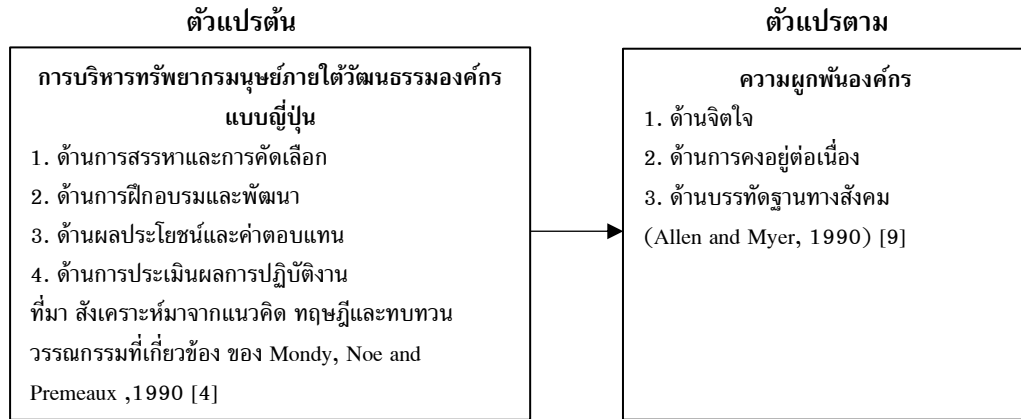 ตัวแปรต้น
การบริหารทรัพยากรมนุษย์ภายใต้วัฒนธรรมองค์กร
แบบญี่ปุ่น
1. ด้านการสรรหาและการคัดเลือก
2. ด้านการฝึกอบรมและพัฒนา
3. ด้านผลประโยชน์และค่าตอบแทน
4. ด้านการประเมินผลการปฏิบัติงาน
ที่มา สังเคราะห์มาจากแนวคิด ทฤษฎีและทบทวน
วรรณกรรมที่เกี่ยวข้อง ของ Mondy, Noe and
Premeaux ,1990 [4]
ตัวแปรตาม
ความผูกพันองค์กร
1. ด้านจิตใจ
2. ด้านการคงอยู่ต่อเนื่อง
3. ด้านบรรทัดฐานทางสังคม
(Allen and Myer, 1990) [9]